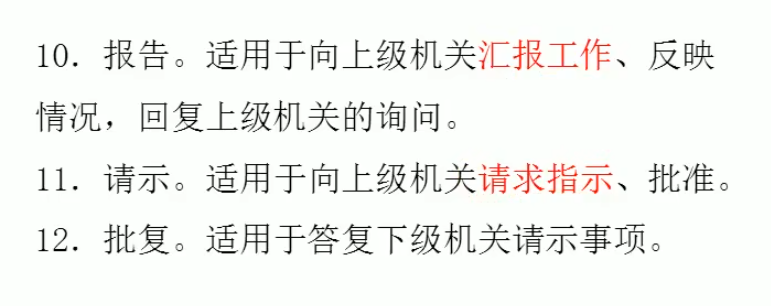 10. 报告。适用于向上级机关汇报工作、反映
情况，回复上级机关的询问。
11. 请示。适用于向上级机关请求指示、批准。
12. 批复。适用于答复下级机关请示事项。